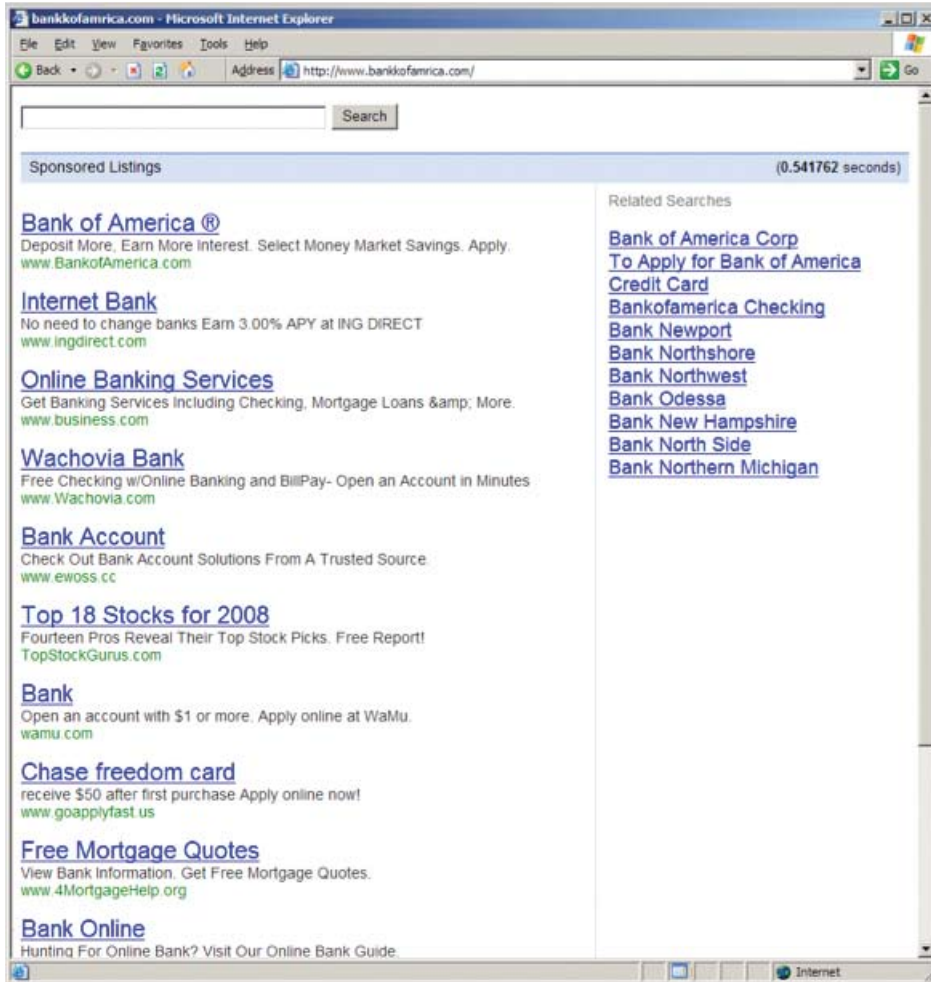 bankkofamrica.com - Microsoft Internet Explorer
File Edit View Favorites Tools Help
Back Address http://www.bankkofamrica.com/ Go
Search
Sponsored Listings (0.541762 seconds)
Bank of America ®
Deposit More, Earn More Interest. Select Money Market Savings. Apply.
www.BankofAmerica.com
Internet Bank
No need to change banks Earn 3.00% APY at ING DIRECT
www.ingdirect.com
Online Banking Services
Get Banking Services Including Checking, Mortgage Loans &amp; More.
www.business.com
Wachovia Bank
Free Checking w/Online Banking and BillPay- Open an Account in Minutes
www.Wachovia.com
Bank Account
Check Out Bank Account Solutions From A Trusted Source.
www.ewoss.cc
Top 18 Stocks for 2008
Fourteen Pros Reveal Their Top Stock Picks. Free Report!
TopStockGurus.com
Bank
Open an account with $1 or more. Apply online at WaMu.
wamu.com
Chase freedom card
receive $50 after first purchase Apply online now!
www.goapplyfast.us
Free Mortgage Quotes
View Bank Information. Get Free Mortgage Quotes.
www.4MortgageHelp.org
Bank Online
Hunting For Online Bank? Visit Our Online Bank Guide.
Related Searches
Bank of America Corp
To Apply for Bank of America
Credit Card
Bankofamerica Checking
Bank Newport
Bank Northshore
Bank Northwest
Bank Odessa
Bank New Hampshire
Bank North Side
Bank Northern Michigan
Internet